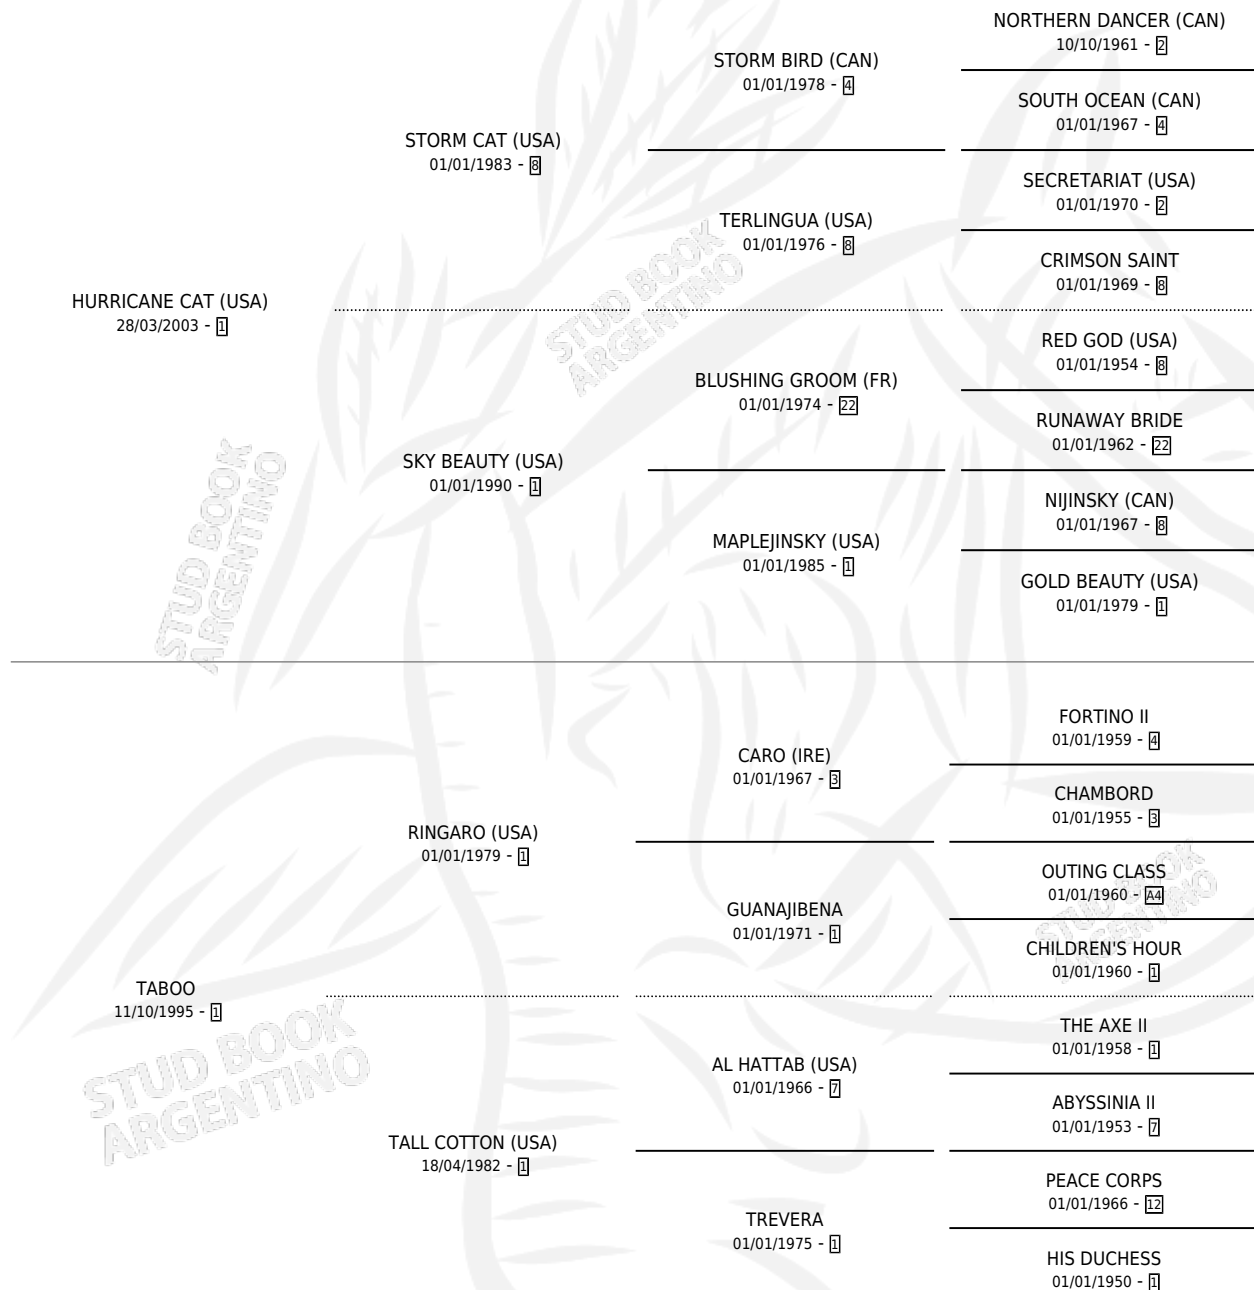 NORTHERN DANCER (CAN)
10/10/1961 - 2
STORM BIRD (CAN)
01/01/1978 - 4
SOUTH OCEAN (CAN)
01/01/1967 - 4
STORM CAT (USA)
01/01/1983 - 8
SECRETARIAT (USA)
01/01/1970 - 2
TERLINGUA (USA)
01/01/1976 - 8
CRIMSON SAINT
01/01/1969 - 8
HURRICANE CAT (USA)
28/03/2003 - 1
STUD BOOK
ARGENTINO
RED GOD (USA)
01/01/1954 - 8
BLUSHING GROOM (FR)
01/01/1974 - 22
RUNAWAY BRIDE
01/01/1962 - 22
SKY BEAUTY (USA)
01/01/1990 - 1
NIJINSKY (CAN)
01/01/1967 - 8
MAPLEJINSKY (USA)
01/01/1985 - 1
GOLD BEAUTY (USA)
01/01/1979 - 1
STUD BOOK
ARGENTINO
FORTINO II
01/01/1959 - 4
CARO (IRE)
01/01/1967 - 3
CHAMBORD
01/01/1955 - 3
RINGARO (USA)
01/01/1979 - 1
OUTING CLASS
01/01/1960 - A4
STUD BOOK
ARGENTINO
GUANAJIBENA
01/01/1971 - 1
CHILDREN'S HOUR
01/01/1960 - 1
TABOO
11/10/1995 - 1
STUD BOOK
ARGENTINO
THE AXE II
01/01/1958 - 1
AL HATTAB (USA)
01/01/1966 - 7
ABYSSINIA II
01/01/1953 - 7
TALL COTTON (USA)
18/04/1982 - 1
PEACE CORPS
01/01/1966 - 12
TREVERA
01/01/1975 - 1
HIS DUCHESS
01/01/1950 - 1